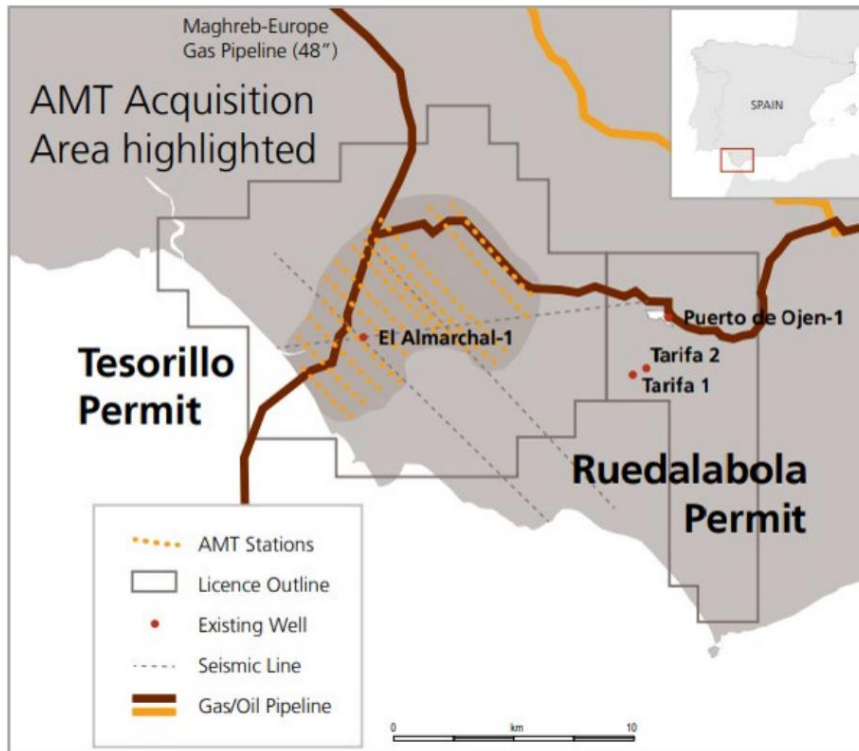 Maghreb-Europe
Gas Pipeline (48”)
AMT Acquisition
Area highlighted
SPAIN
Puerto de Ojen-1
El Almarchal-1
Tarifa 2
Tarifa 1
Tesorillo
Permit
Ruedalabola
Permit
AMT Stations
Licence Outline
Existing Well
Seismic Line
Gas/Oil Pipeline
0 km 10